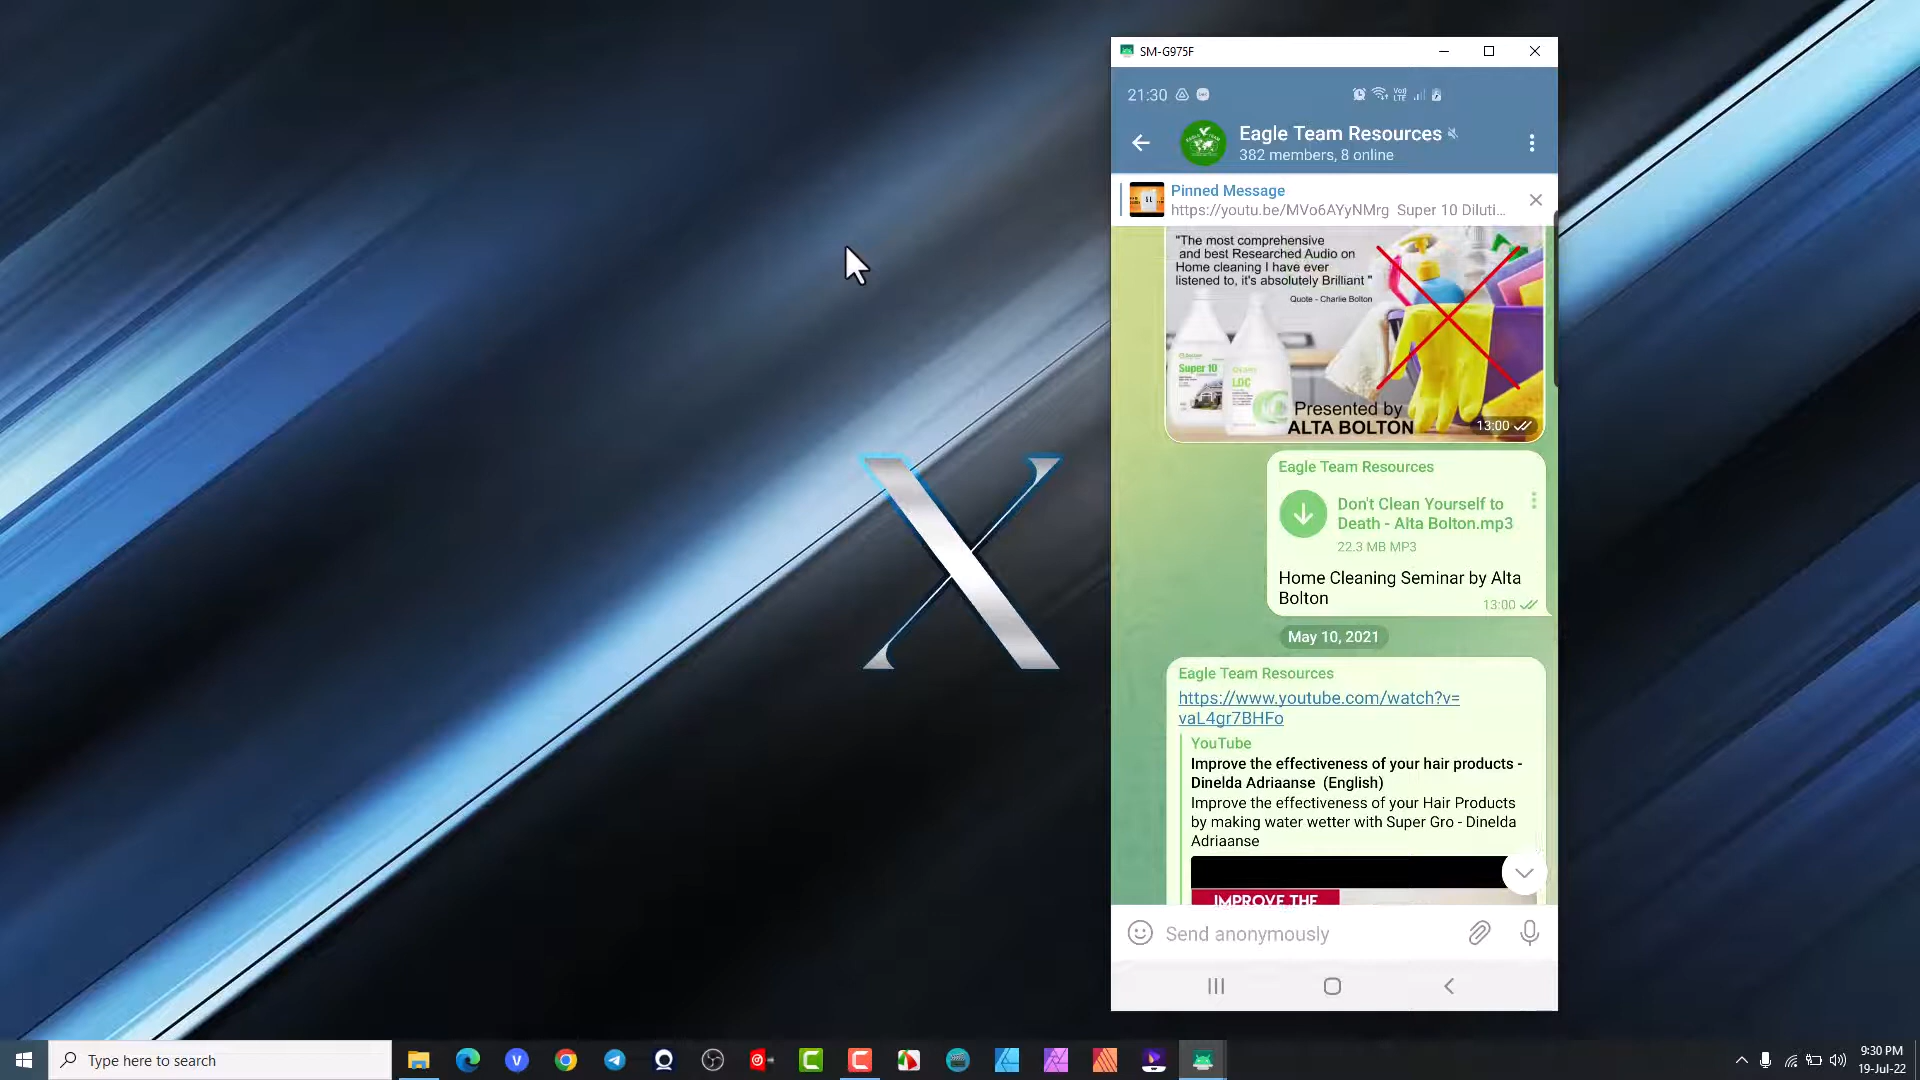 SM-G975F
21:30
Eagle Team Resources
382 members, 8 online
Pinned Message
https://youtu.be/MVo6AYyNMrg Super 10 Diluti...
"The most comprehensive
and best Researched Audio on
Home cleaning I have ever
listened to, it's absolutely Brilliant "
Quote - Charlie Bolton
Super 10
LDC
Presented by
ALTA BOLTON
13:00
Eagle Team Resources
Don't Clean Yourself to
Death - Alta Bolton.mp3
22.3 MB MP3
Home Cleaning Seminar by Alta
Bolton
13:00
May 10, 2021
Eagle Team Resources
https://www.youtube.com/watch?v=
vaL4gr7BHFo
YouTube
Improve the effectiveness of your hair products -
Dinelda Adriaanse (English)
Improve the effectiveness of your Hair Products
by making water wetter with Super Gro - Dinelda
Adriaanse
IMPROVE THE
Send anonymously
X
Type here to search
9:30 PM
19-Jul-22